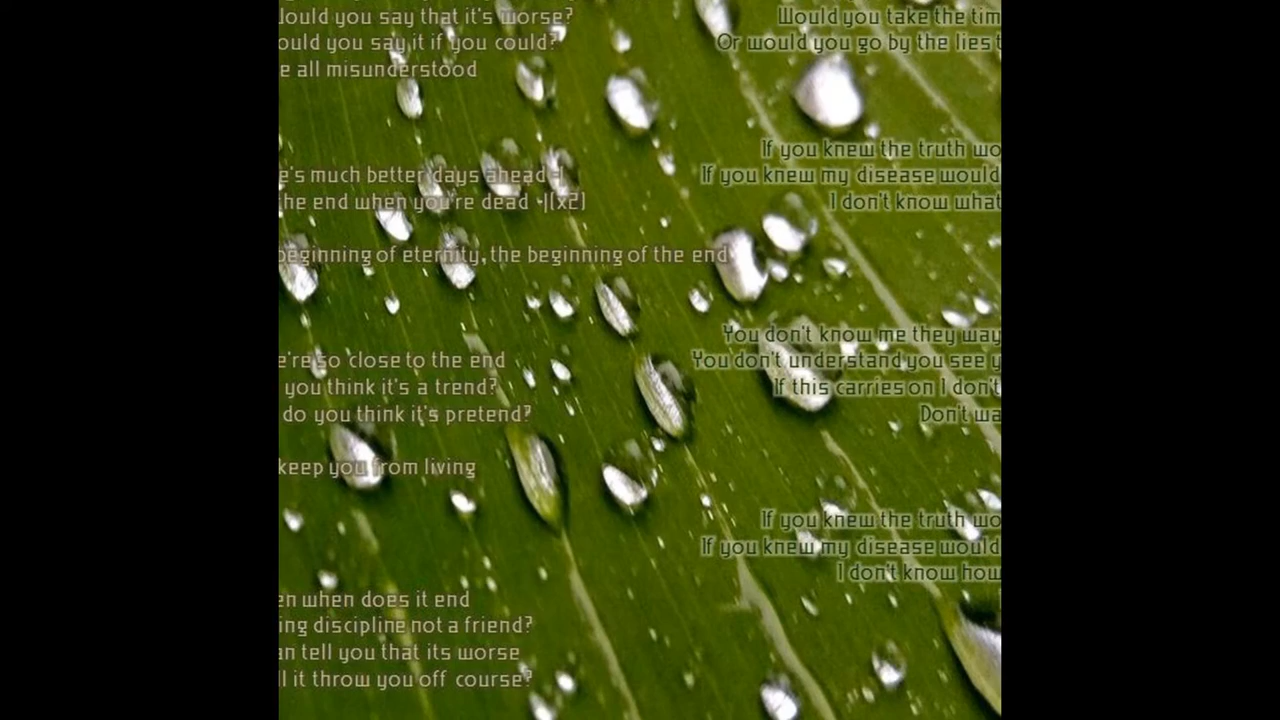 Would you say that it's worse?
ould you say it if you could?
e all misunderstood
e's much better days ahead -|
he end when you're dead -|(x2)
beginning of eternity, the beginning of the end
e're so close to the end
you think it's a trend?
do you think it's pretend?
keep you from living
en when does it end
ing discipline not a friend?
an tell you that its worse
ll it throw you off course?
Would you take the tim
Or would you go by the lies t
If you knew the truth wo
If you knew my disease would
I don't know what
You don't know me they way
You don't understand you see y
If this carries on I don't
Don't wa
If you knew the truth wo
If you knew my disease would
I don't know how